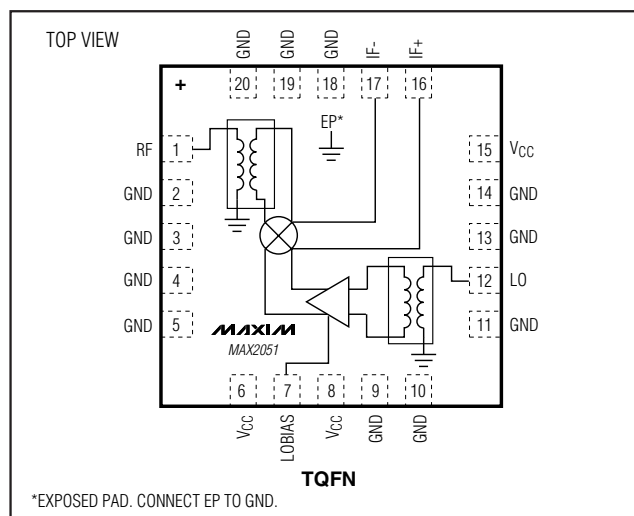 TOP VIEW
GND
GND
GND
IF-
IF+
+
20
19
18
17
16
EP*
RF
1
15
VCC
GND
2
14
GND
GND
3
13
GND
GND
4
12
LO
GND
5
11
GND
MAXIM
MAX2051
6
7
8
9
10
VCC
LOBIAS
VCC
GND
GND
TQFN
*EXPOSED PAD. CONNECT EP TO GND.